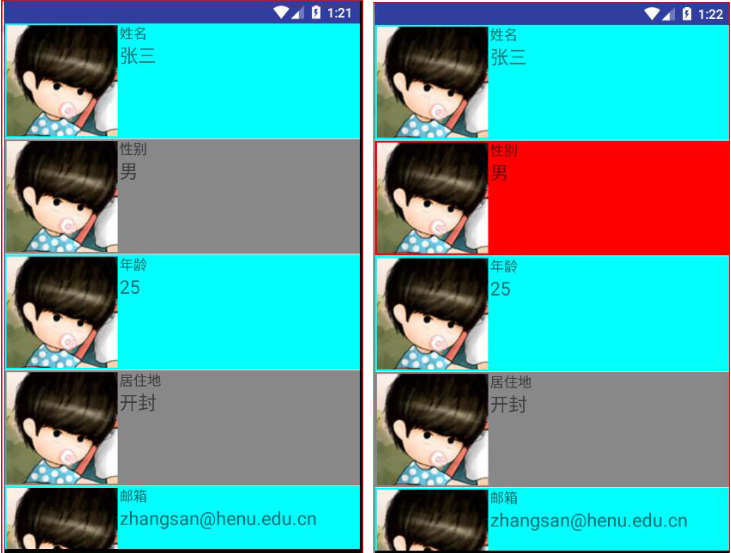 1:21
姓名
张三
性别
男
年龄
25
居住地
开封
邮箱
zhangsan@henu.edu.cn
1:22
姓名
张三
性别
男
年龄
25
居住地
开封
邮箱
zhangsan@henu.edu.cn